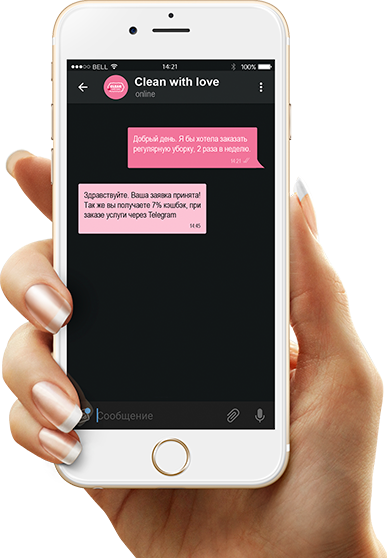 BELL 14:21 100%
Clean with love
online
Добрый день. Я бы хотела заказать
регулярную уборку, 2 раза в неделю.
14:21
Здравствуйте. Ваша заявка принята!
Так же вы получаете 7% кэшбэк, при
заказе услуги через Telegram
14:45
Сообщение